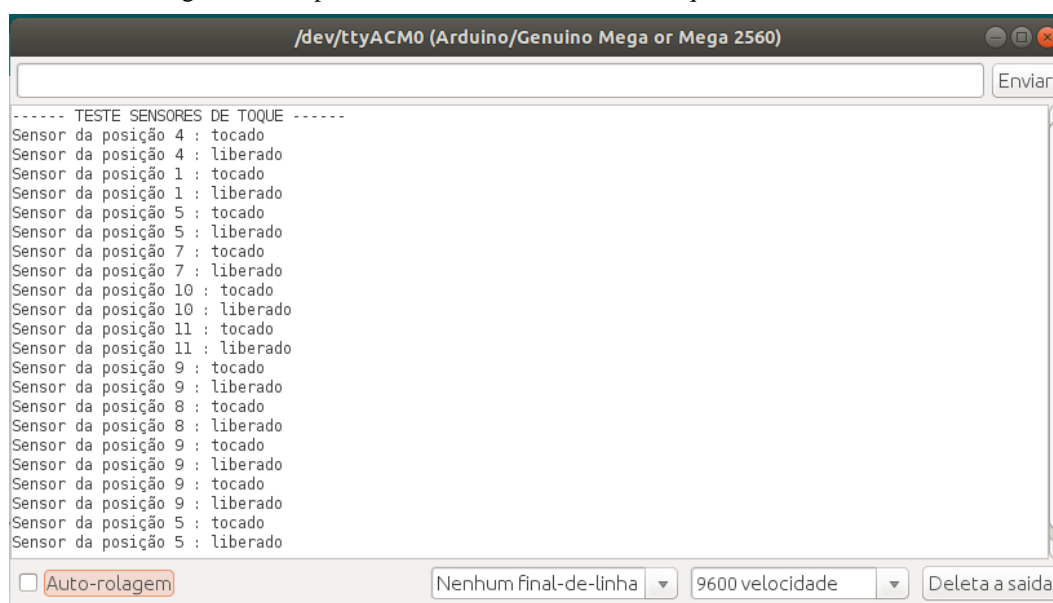 /dev/ttyACM0 (Arduino/Genuino Mega or Mega 2560)
Enviar
------ TESTE SENSORES DE TOQUE ------
Sensor da posição 4 : tocado
Sensor da posição 4 : liberado
Sensor da posição 1 : tocado
Sensor da posição 1 : liberado
Sensor da posição 5 : tocado
Sensor da posição 5 : liberado
Sensor da posição 7 : tocado
Sensor da posição 7 : liberado
Sensor da posição 10 : tocado
Sensor da posição 10 : liberado
Sensor da posição 11 : tocado
Sensor da posição 11 : liberado
Sensor da posição 9 : tocado
Sensor da posição 9 : liberado
Sensor da posição 8 : tocado
Sensor da posição 8 : liberado
Sensor da posição 9 : tocado
Sensor da posição 9 : liberado
Sensor da posição 9 : tocado
Sensor da posição 9 : liberado
Sensor da posição 5 : tocado
Sensor da posição 5 : liberado
Auto-rolagem Nenhum final-de-linha 9600 velocidade Deleta a saida